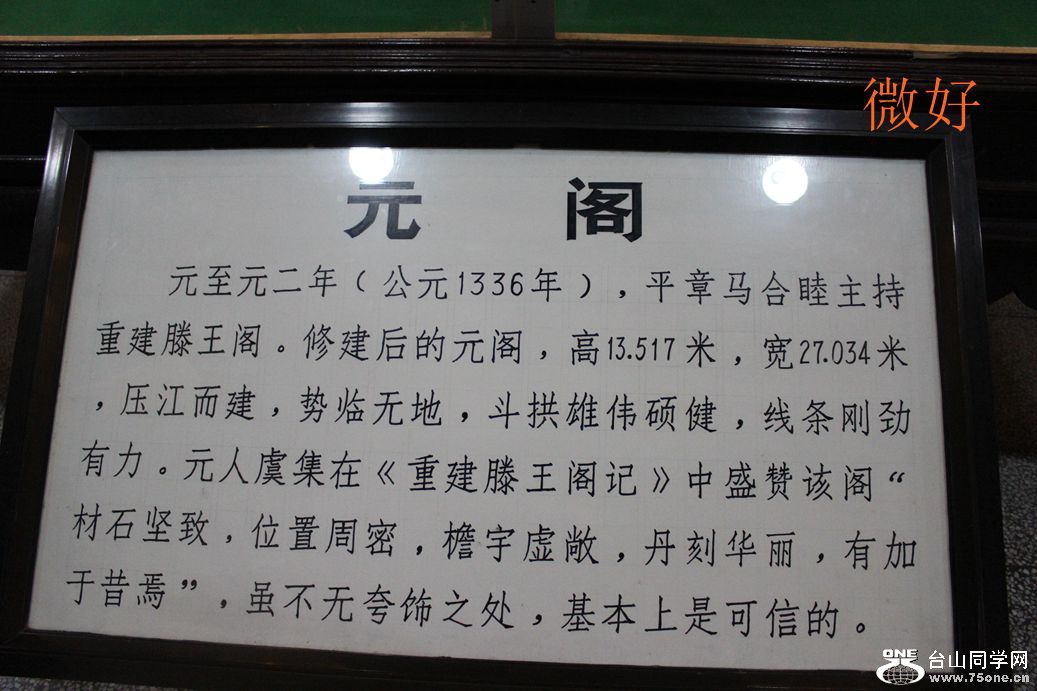 微好
元 阁
元至元二年(公元1336年),平章马合睦主持
重建滕王阁。修建后的元阁,高13.517米,宽27.034米
,压江而建,势临无地,斗拱雄伟硕健,线条刚劲
有力。元人虞集在《重建滕王阁记》中盛赞该阁“
材石坚致,位置周密,檐宇虚敞,丹刻华丽,有加
于昔焉”,虽不无夸饰之处,基本上是可信的。
ONE 台山同学网
www.75one.cn